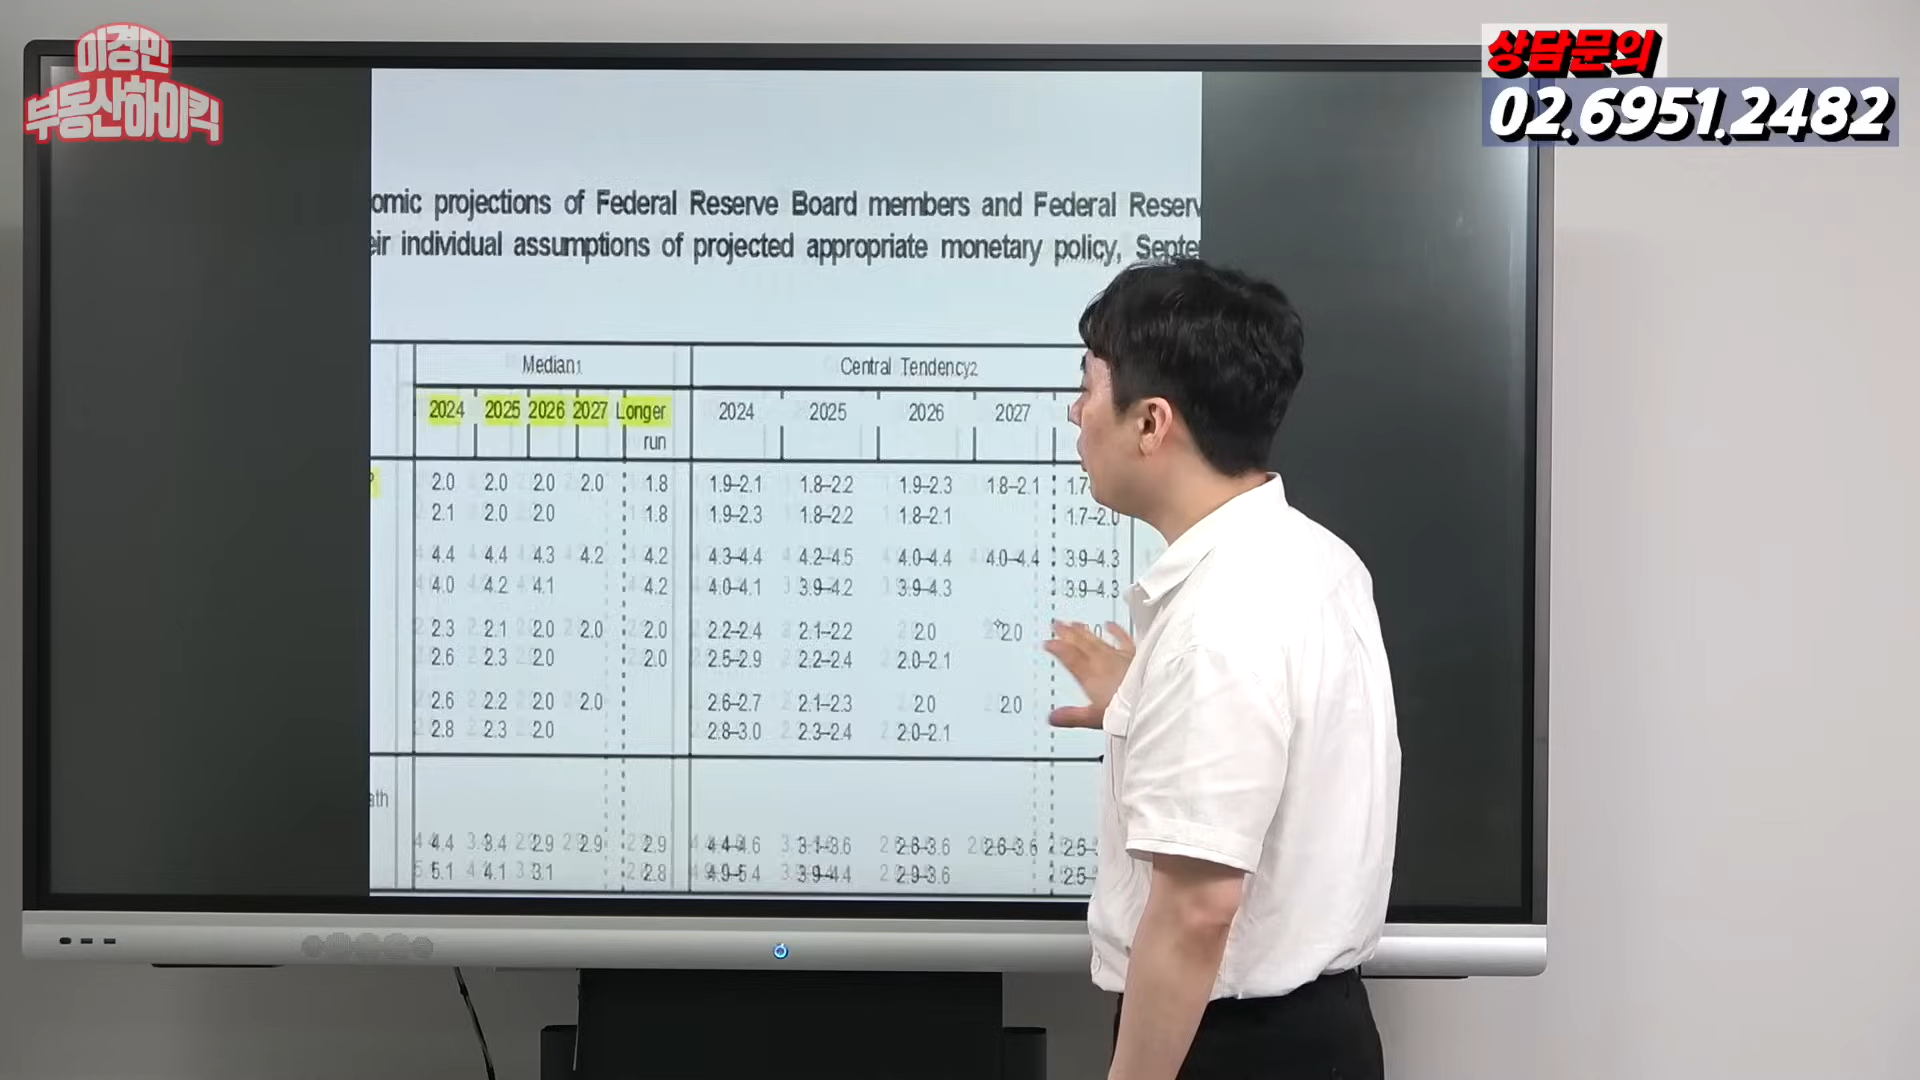 이경민
부동산하이킥
상담문의
02.6951.2482
omic projections of Federal Reserve Board members and Federal Reserv
eir individual assumptions of projected appropriate monetary policy, Septe
Median1 Central Tendency2
2024 2025 2026 2027 Longer 2024 2025 2026 2027
run
2.0 2.0 2.0 2.0 1.8 1.9–2.1 1.8–2.2 1.9–2.3 1.8–2.1 1.7
2.1 2.0 2.0 1.8 1.9–2.3 1.8–2.2 1.8–2.1 1.7–2.0
4.4 4.4 4.3 4.2 4.2 4.3–4.4 4.2–4.5 4.0–4.4 4.0–4.4 3.9–4.3
4.0 4.2 4.1 4.2 4.0–4.1 3.9–4.2 3.9–4.3 3.9–4.3
2.3 2.1 2.0 2.0 2.0 2.2–2.4 2.1–2.2 2.0 2.0
2.6 2.3 2.0 2.0 2.5–2.9 2.2–2.4 2.0–2.1
2.6 2.2 2.0 2.0 2.6–2.7 2.1–2.3 2.0 2.0
2.8 2.3 2.0 2.8–3.0 2.3–2.4 2.0–2.1
ath
4.4 3.4 2.9 2.9 2.9 4.4–4.6 3.1–3.6 2.6–3.6 2.6–3.6 2.5–
5.1 4.1 3.1 2.8 4.9–5.4 3.9–4.4 2.9–3.6 2.5–